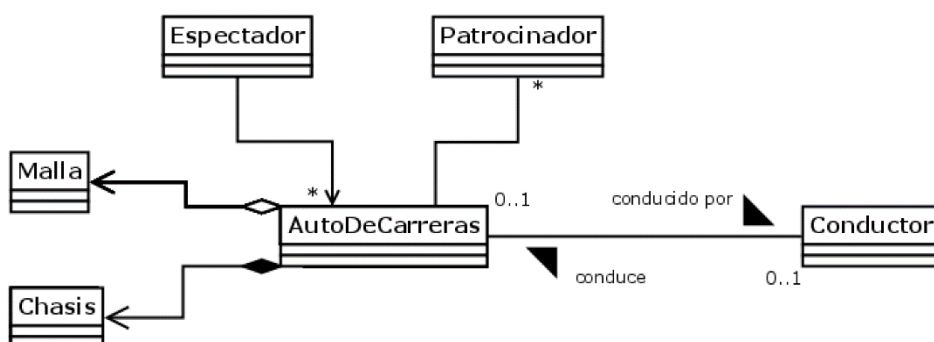 Espectador
Patrocinador
*
Malla
*
0..1
conducido por
AutoDeCarreras
Conductor
conduce
0..1
Chasis